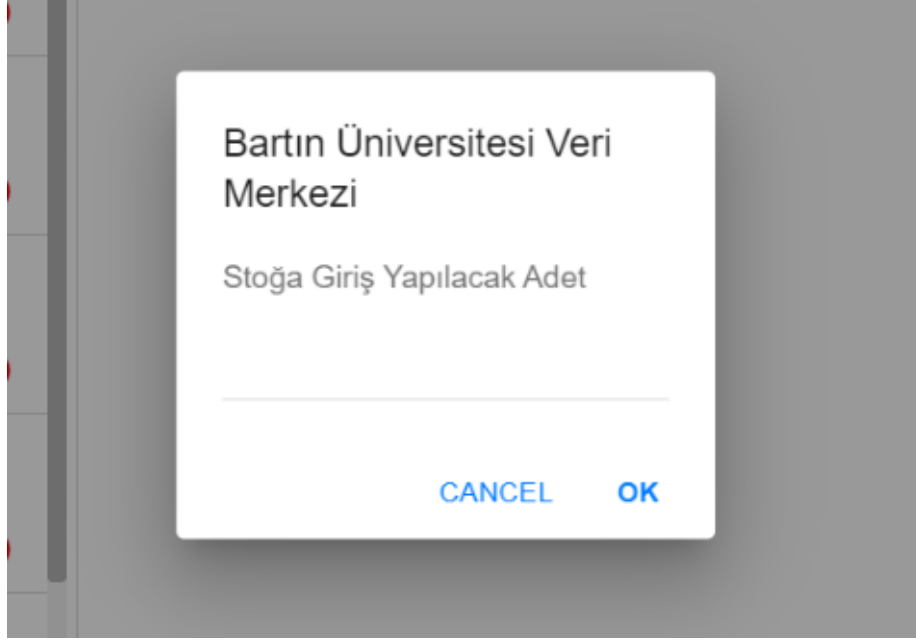 Bartın Üniversitesi Veri
Merkezi
Stoğa Giriş Yapılacak Adet
CANCEL OK